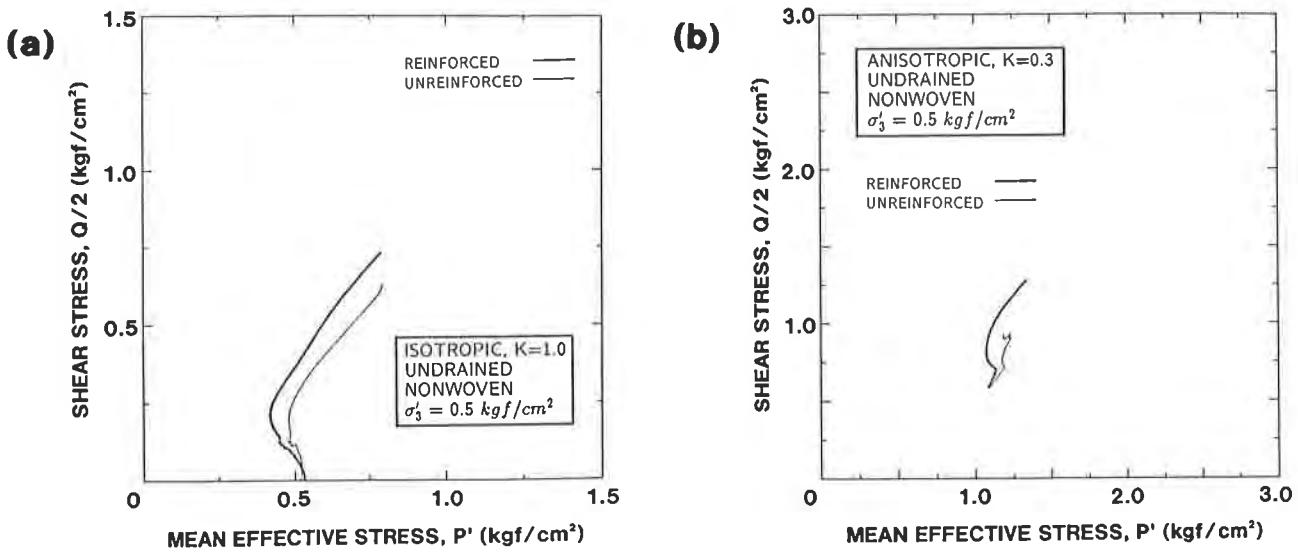 (a)
1.5
1.0
0.5
0
0.5
1.0
1.5
SHEAR STRESS, Q/2 (kgf/cm²)
MEAN EFFECTIVE STRESS, P' (kgf/cm²)
REINFORCED
UNREINFORCED
ISOTROPIC, K=1.0
UNDRAINED
NONWOVEN
σ′₃ = 0.5 kgf/cm²
(b)
3.0
2.0
1.0
0
1.0
2.0
3.0
SHEAR STRESS, Q/2 (kgf/cm²)
MEAN EFFECTIVE STRESS, P' (kgf/cm²)
ANISOTROPIC, K=0.3
UNDRAINED
NONWOVEN
σ′₃ = 0.5 kgf/cm²
REINFORCED
UNREINFORCED